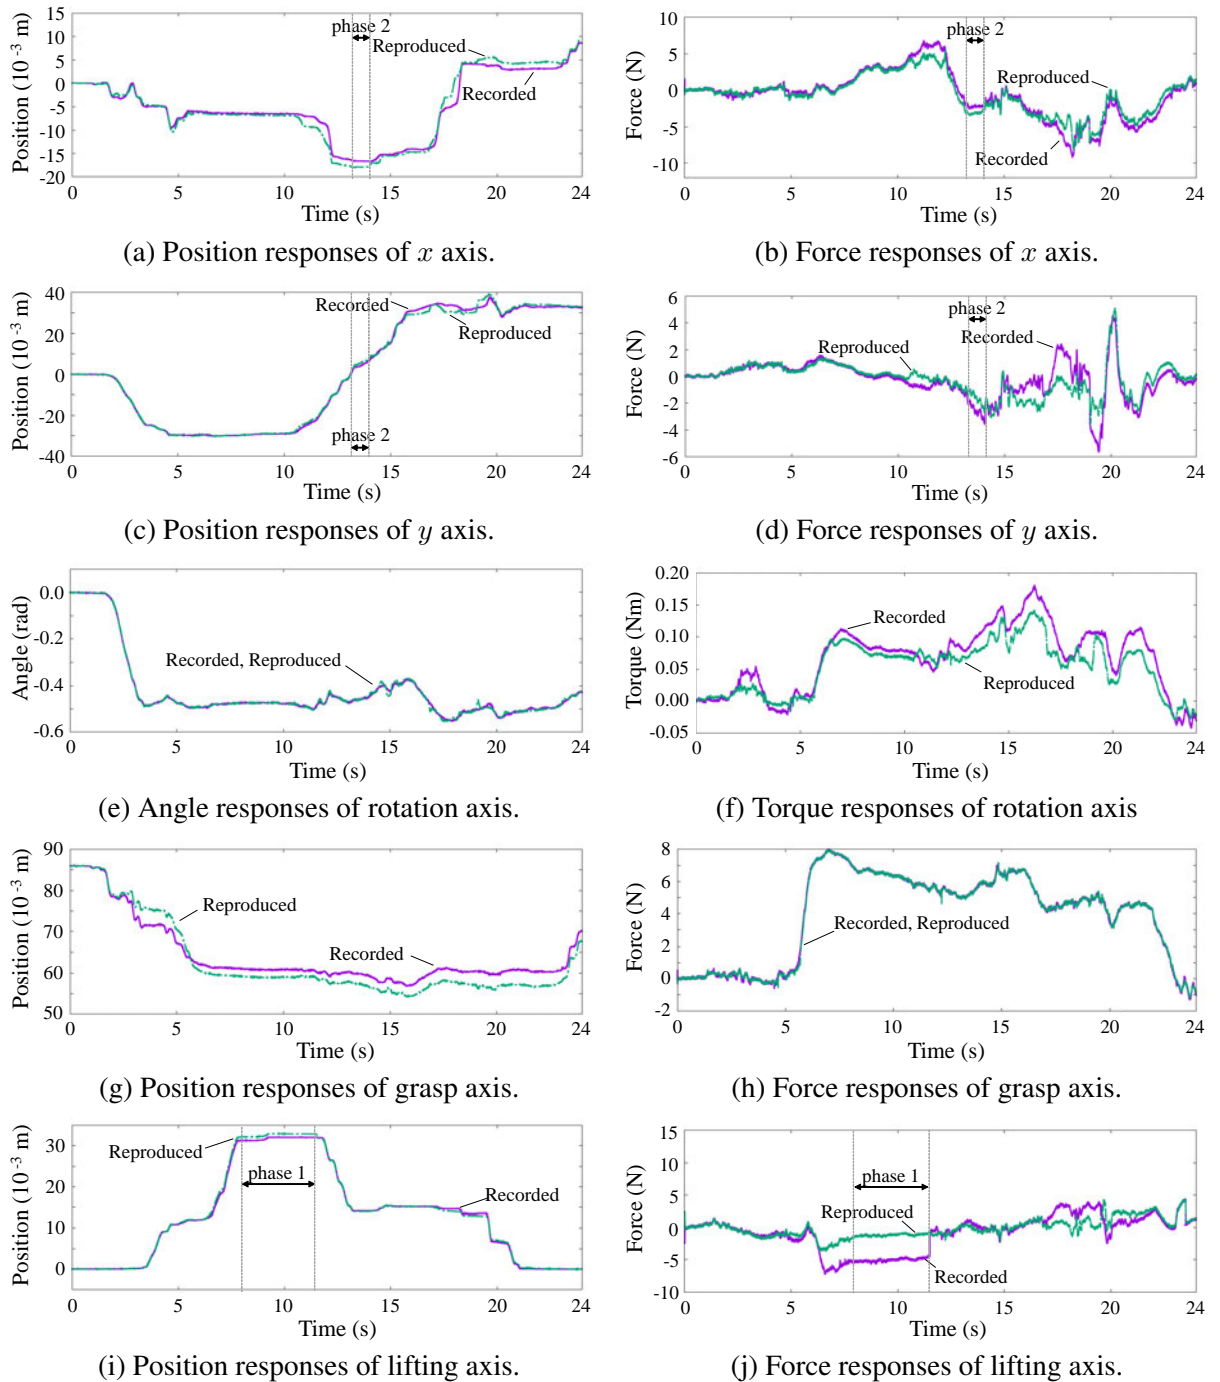 15
10
5
0
-5
-10
-15
-20
Position (10⁻³ m)
phase 2
Reproduced
Recorded
0 5 10 15 20 24
Time (s)
(a) Position responses of x axis.
10
5
0
-5
-10
Force (N)
phase 2
Reproduced
Recorded
0 5 10 15 20 24
Time (s)
(b) Force responses of x axis.
40
20
0
-20
-40
Position (10⁻³ m)
Recorded
Reproduced
phase 2
0 5 10 15 20 24
Time (s)
(c) Position responses of y axis.
6
4
2
0
-2
-4
-6
Force (N)
phase 2
Recorded
Reproduced
0 5 10 15 20 24
Time (s)
(d) Force responses of y axis.
0.0
-0.2
-0.4
-0.6
Angle (rad)
Recorded, Reproduced
0 5 10 15 20 24
Time (s)
(e) Angle responses of rotation axis.
0.20
0.15
0.10
0.05
0.00
-0.05
Torque (Nm)
Recorded
Reproduced
0 5 10 15 20 24
Time (s)
(f) Torque responses of rotation axis
90
80
70
60
50
Position (10⁻³ m)
Reproduced
Recorded
0 5 10 15 20 24
Time (s)
(g) Position responses of grasp axis.
8
6
4
2
0
-2
Force (N)
Recorded, Reproduced
0 5 10 15 20 24
Time (s)
(h) Force responses of grasp axis.
30
20
10
0
Position (10⁻³ m)
Reproduced
phase 1
Recorded
0 5 10 15 20 24
Time (s)
(i) Position responses of lifting axis.
15
10
5
0
-5
-10
Force (N)
phase 1
Reproduced
Recorded
0 5 10 15 20 24
Time (s)
(j) Force responses of lifting axis.